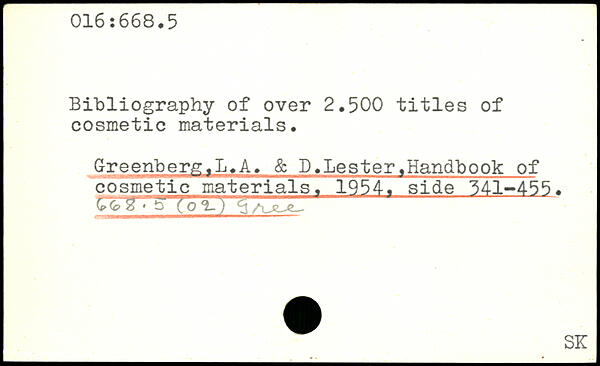 016:668.5
Bibliography of over 2.500 titles of
cosmetic materials.
Greenberg,L.A. & D.Lester,Handbook of
cosmetic materials, 1954, side 341-455.
668.5 (02) Gree
SK